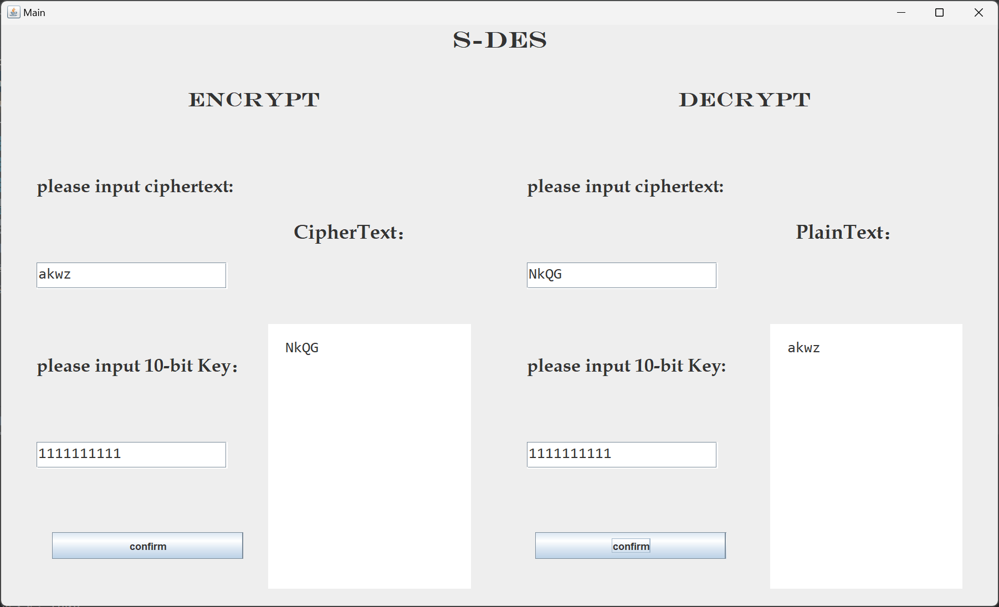 Main
S-DES
ENCRYPT
DECRYPT
please input ciphertext:
please input ciphertext:
CipherText：
PlainText：
akwz
NkQG
NkQG
akwz
please input 10-bit Key：
please input 10-bit Key:
1111111111
1111111111
confirm
confirm